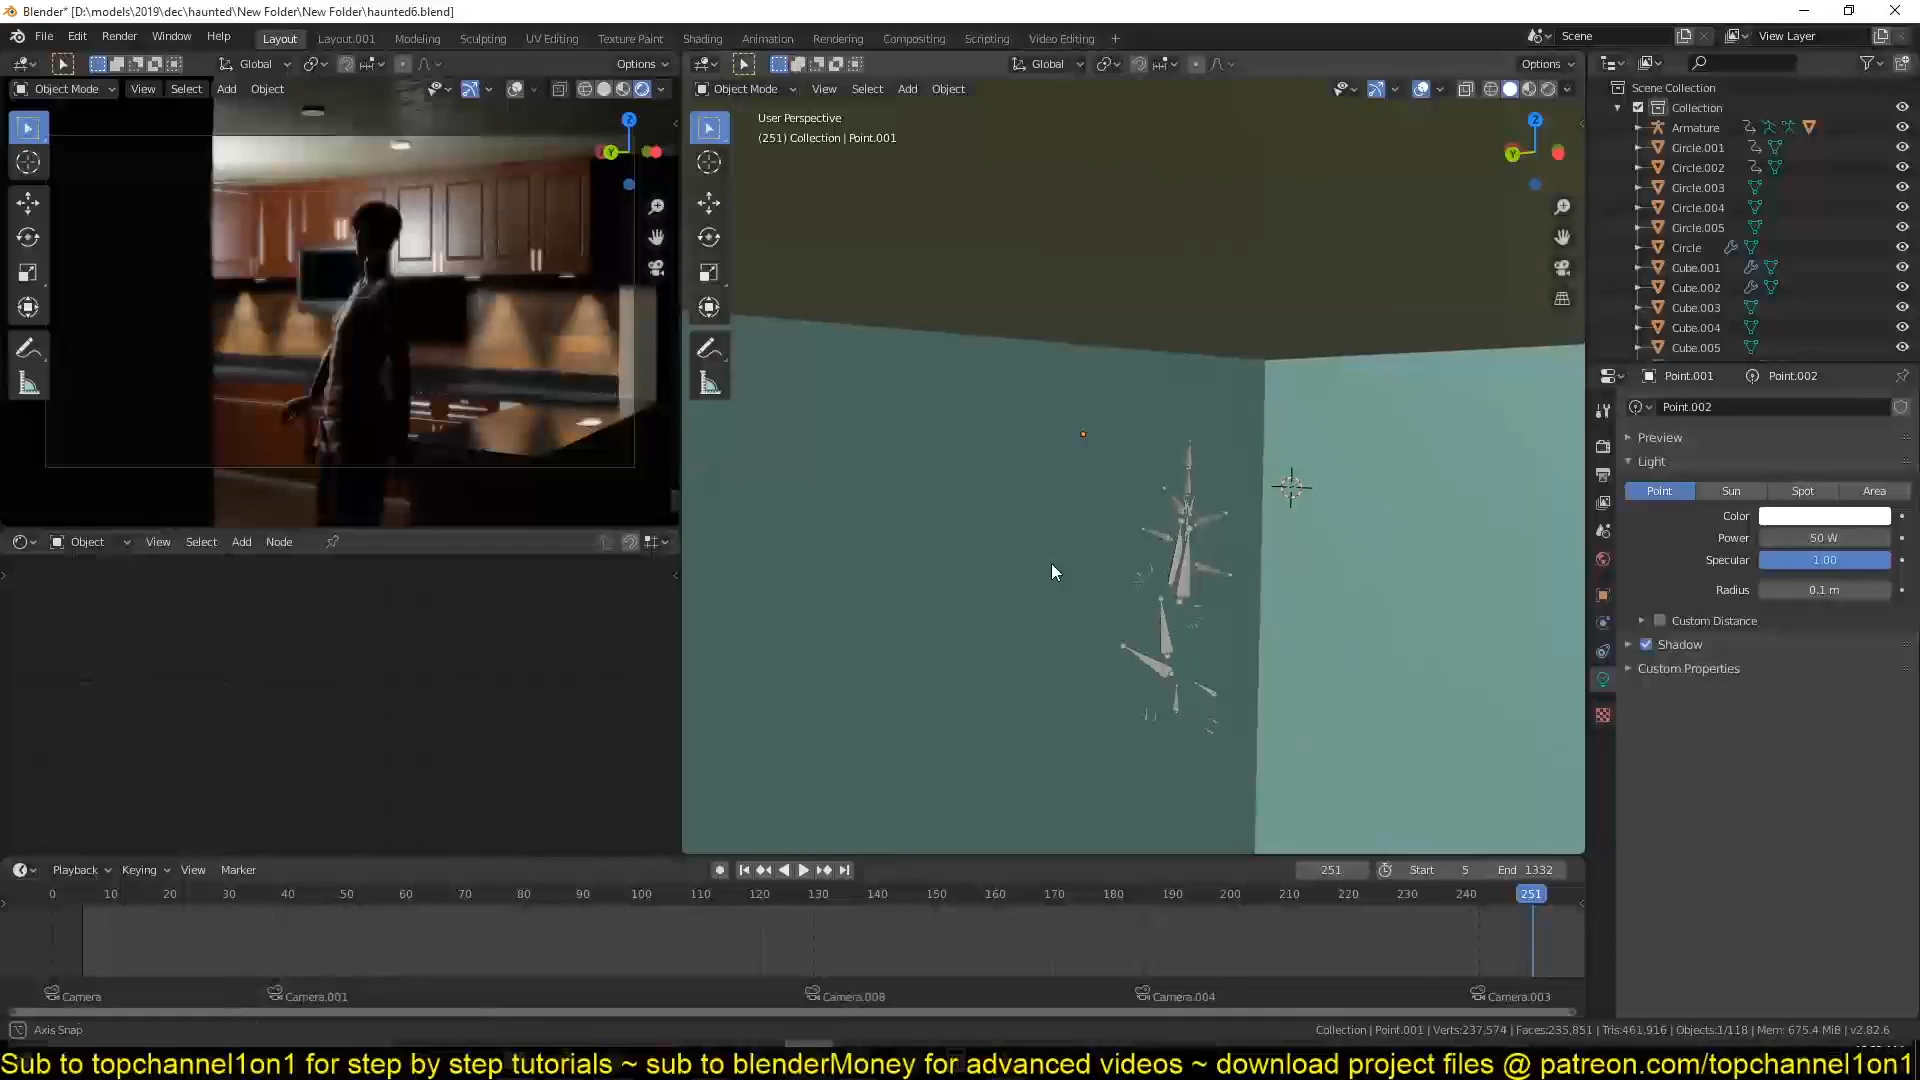 Blender* [D:\models\2019\dec\haunted\New Folder\New Folder\haunted6.blend]
File Edit Render Window Help Layout Layout.001 Modeling Sculpting UV Editing Texture Paint Shading Animation Rendering Compositing Scripting Video Editing + Scene View Layer
Global Options Global Options
Object Mode View Select Add Object Object Mode View Select Add Object
Scene Collection
Collection
Armature
Circle.001
Circle.002
Circle.003
Circle.004
Circle.005
Circle
Cube.001
Cube.002
Cube.003
Cube.004
Cube.005
User Perspective
(251) Collection | Point.001
Z
Y
Z
Y
Point.001 Point.002
Point.002
Preview
Light
Point Sun Spot Area
Color
Power 50 W
Specular 1.00
Radius 0.1 m
Custom Distance
Shadow
Custom Properties
Object View Select Add Object Node
Playback Keying View Marker 251 Start 5 End 1332
0 10 20 30 40 50 60 70 80 90 100 110 120 130 140 150 160 170 180 190 200 210 220 230 240 251
Camera Camera.001 Camera.008 Camera.004 Camera.003
Axis Snap Collection | Point.001 | Verts:237,574 | Faces:235,851 | Tris:461,916 | Objects:1/118 | Mem: 675.4 MiB | v2.82.6
Sub to topchannel1on1 for step by step tutorials ~ sub to blenderMoney for advanced videos ~ download project files @ patreon.com/topchannel1on1